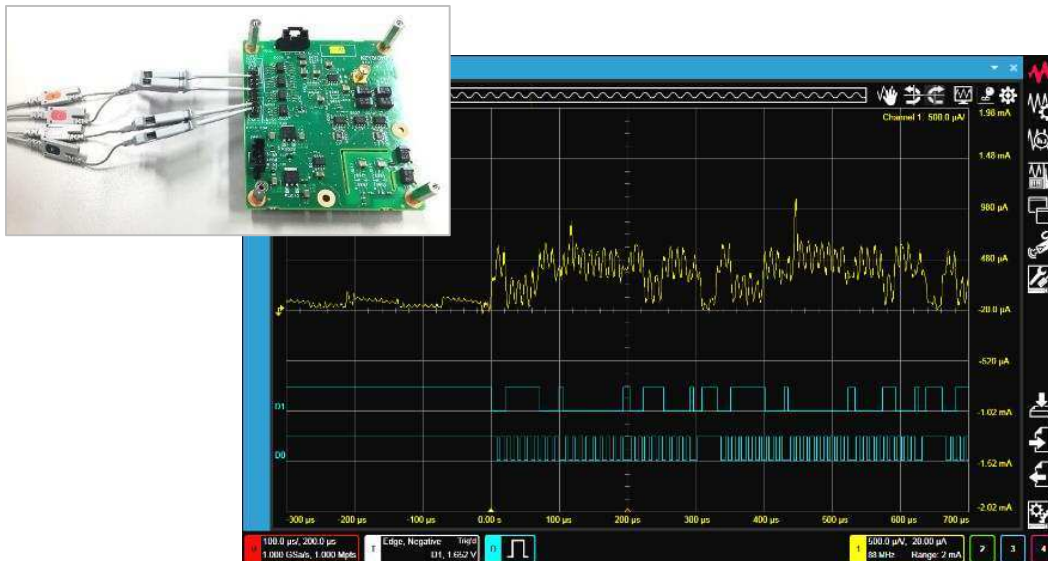 Channel 1  500.0 µA/
1.98 mA
1.48 mA
980 µA
480 µA
-20.0 µA
-520 µA
D1
-1.02 mA
D0
-1.52 mA
-2.02 mA
-300 µs -200 µs -100 µs 0.00 s 100 µs 200 µs 300 µs 400 µs 500 µs 600 µs 700 µs
H 100.0 µs/, 200.0 µs
1.000 GSa/s, 1.000 Mpts
T Edge, Negative Trig'd
D1, 1.652 V
D
1 500.0 µA/, 20.00 µA
88 MHz Range: 2 mA
2 3 4